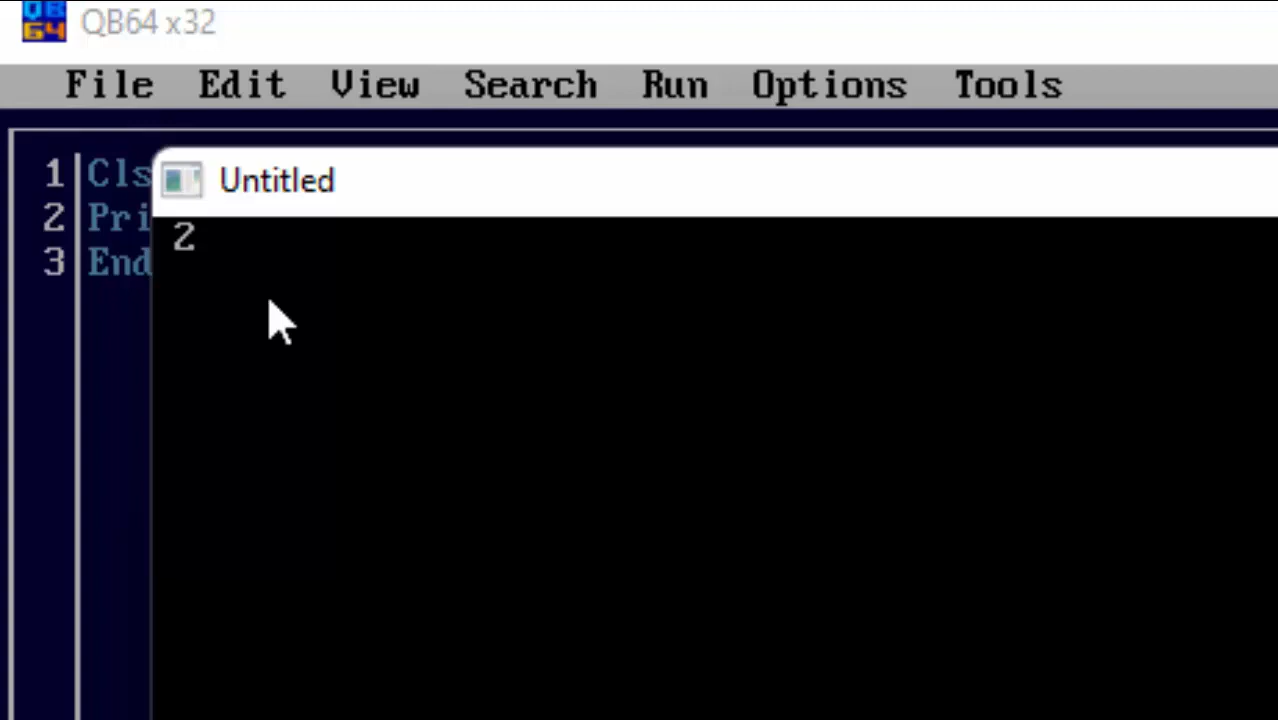 QB64 x32
File Edit View Search Run Options Tools
1 Cls
2 Pri
3 End
Untitled
2